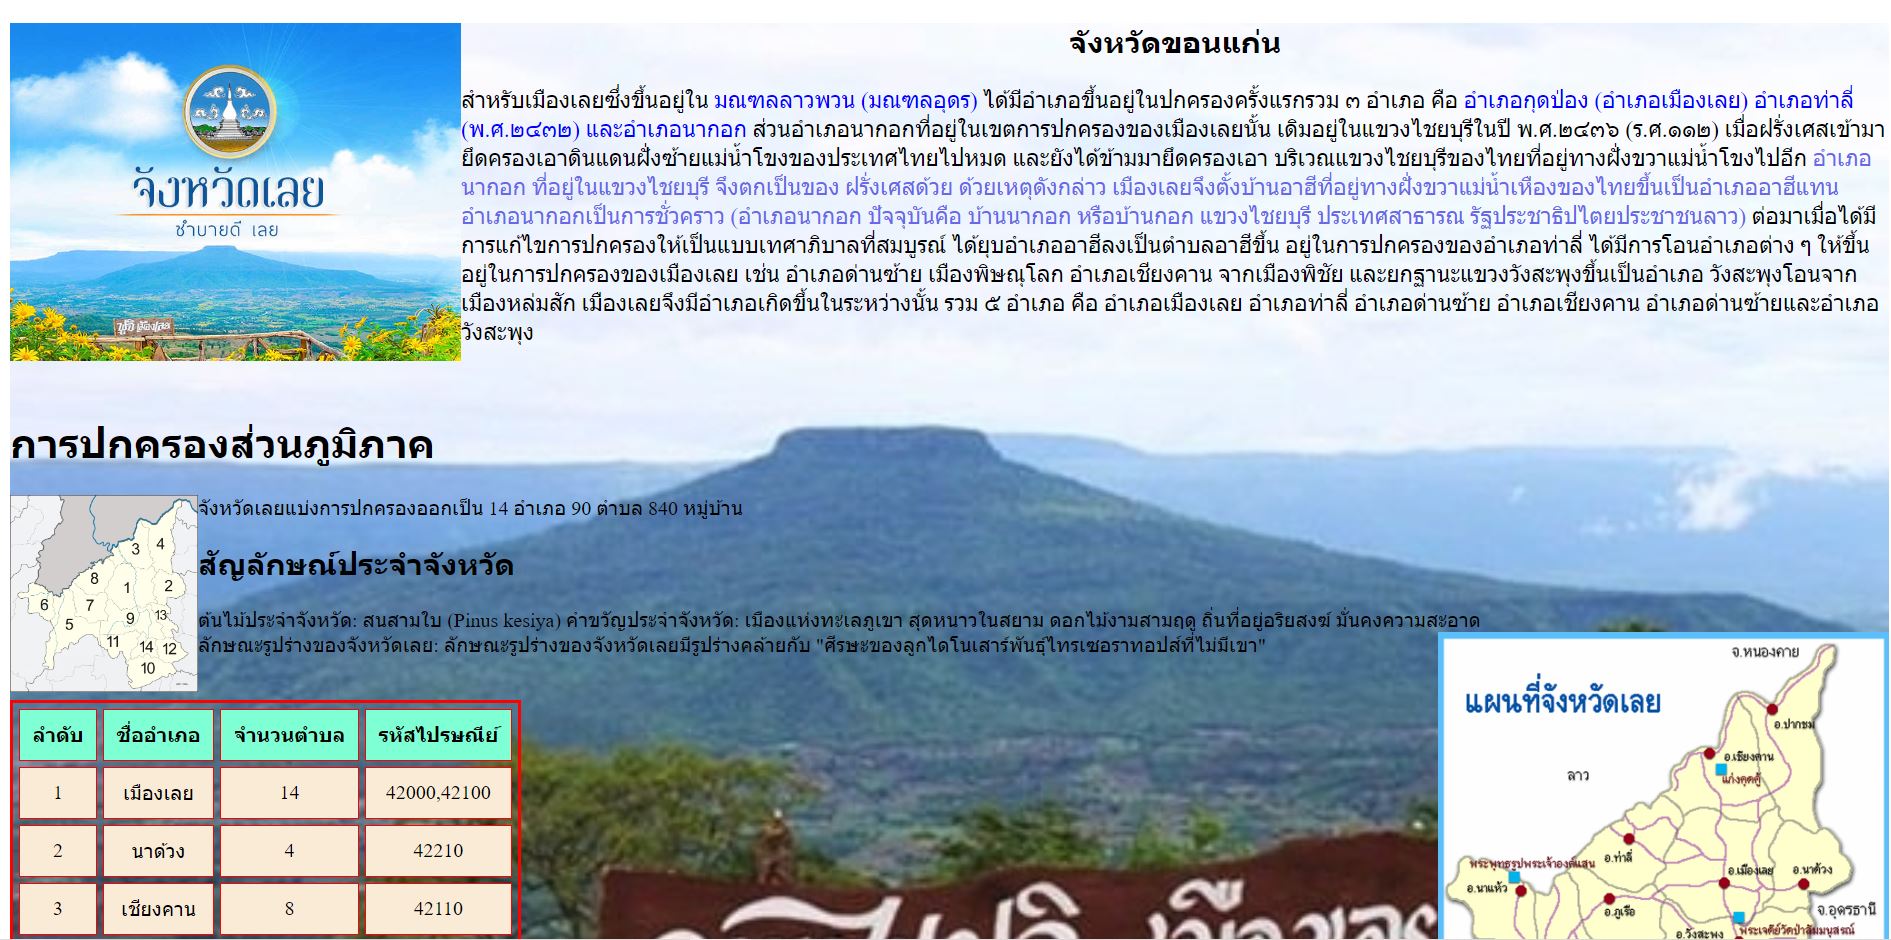 จังหวัดเลย
ซำบายดี เลย
จังหวัดขอนแก่น
สำหรับเมืองเลยซึ่งขึ้นอยู่ใน มณฑลลาวพวน (มณฑลอุดร) ได้มีอำเภอขึ้นอยู่ในปกครองครั้งแรกรวม ๓ อำเภอ คือ อำเภอกุดป่อง (อำเภอเมืองเลย) อำเภอท่าลี่
(พ.ศ.๒๔๓๒) และอำเภอนากอก ส่วนอำเภอนากอกที่อยู่ในเขตการปกครองของเมืองเลยนั้น เดิมอยู่ในแขวงไชยบุรีในปี พ.ศ.๒๔๓๖ (ร.ศ.๑๑๒) เมื่อฝรั่งเศสเข้ามา
ยึดครองเอาดินแดนฝั่งซ้ายแม่น้ำโขงของประเทศไทยไปหมด และยังได้ข้ามมายึดครองเอา บริเวณแขวงไชยบุรีของไทยที่อยู่ทางฝั่งขวาแม่น้ำโขงไปอีก อำเภอ
นากอก ที่อยู่ในแขวงไชยบุรี จึงตกเป็นของ ฝรั่งเศสด้วย ด้วยเหตุดังกล่าว เมืองเลยจึงตั้งบ้านอาฮีที่อยู่ทางฝั่งขวาแม่น้ำเหืองของไทยขึ้นเป็นอำเภออาฮีแทน
อำเภอนากอกเป็นการชั่วคราว (อำเภอนากอก ปัจจุบันคือ บ้านนากอก หรือบ้านกอก แขวงไชยบุรี ประเทศสาธารณ รัฐประชาธิปไตยประชาชนลาว) ต่อมาเมื่อได้มี
การแก้ไขการปกครองให้เป็นแบบเทศาภิบาลที่สมบูรณ์ ได้ยุบอำเภออาฮีลงเป็นตำบลอาฮีขึ้น อยู่ในการปกครองของอำเภอท่าลี่ ได้มีการโอนอำเภอต่าง ๆ ให้ขึ้น
อยู่ในการปกครองของเมืองเลย เช่น อำเภอด่านซ้าย เมืองพิษณุโลก อำเภอเชียงคาน จากเมืองพิชัย และยกฐานะแขวงวังสะพุงขึ้นเป็นอำเภอ วังสะพุงโอนจาก
เมืองหล่มสัก เมืองเลยจึงมีอำเภอเกิดขึ้นในระหว่างนั้น รวม ๕ อำเภอ คือ อำเภอเมืองเลย อำเภอท่าลี่ อำเภอด่านซ้าย อำเภอเชียงคาน อำเภอด่านซ้ายและอำเภอ
วังสะพุง
การปกครองส่วนภูมิภาค
จังหวัดเลยแบ่งการปกครองออกเป็น 14 อำเภอ 90 ตำบล 840 หมู่บ้าน
สัญลักษณ์ประจำจังหวัด
ต้นไม้ประจำจังหวัด: สนสามใบ (Pinus kesiya) คำขวัญประจำจังหวัด: เมืองแห่งทะเลภูเขา สุดหนาวในสยาม ดอกไม้งามสามฤดู ถิ่นที่อยู่อริยสงฆ์ มั่นคงความสะอาด
ลักษณะรูปร่างของจังหวัดเลย: ลักษณะรูปร่างของจังหวัดเลยมีรูปร่างคล้ายกับ "ศีรษะของลูกไดโนเสาร์พันธุ์ไทรเซอราทอปส์ที่ไม่มีเขา"
3 4
8 1 2
6 7
5 9 13
11 14 12
10
ลำดับ ชื่ออำเภอ จำนวนตำบล รหัสไปรษณีย์
1 เมืองเลย 14 42000,42100
2 นาด้วง 4 42210
3 เชียงคาน 8 42110
จ.หนองคาย
แผนที่จังหวัดเลย
อ.ปากชม
อ.เชียงคาน
ลาว
แก่งคุดคู้
อ.ท่าลี่
พระพุทธรูปพระเจ้าองค์แสน
อ.เมืองเลย
อ.นาด้วง
อ.นาแห้ว
อ.ภูเรือ
จ.อุดรธานี
อ.วังสะพุง
พระเจดีย์วัดป่าสัมมนุสรณ์